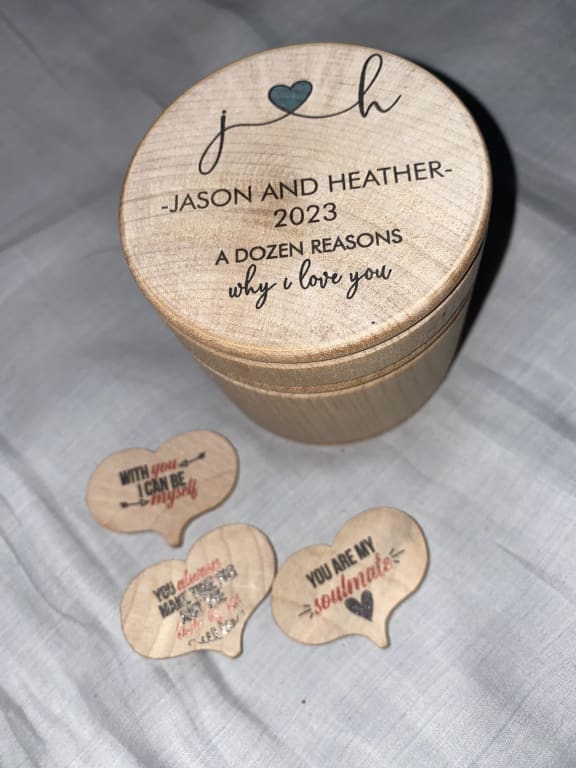 j h
-JASON AND HEATHER-
2023
A DOZEN REASONS
why i love you
WITH you
I CAN BE
myself
YOU always
YOU ARE MY
soulmate